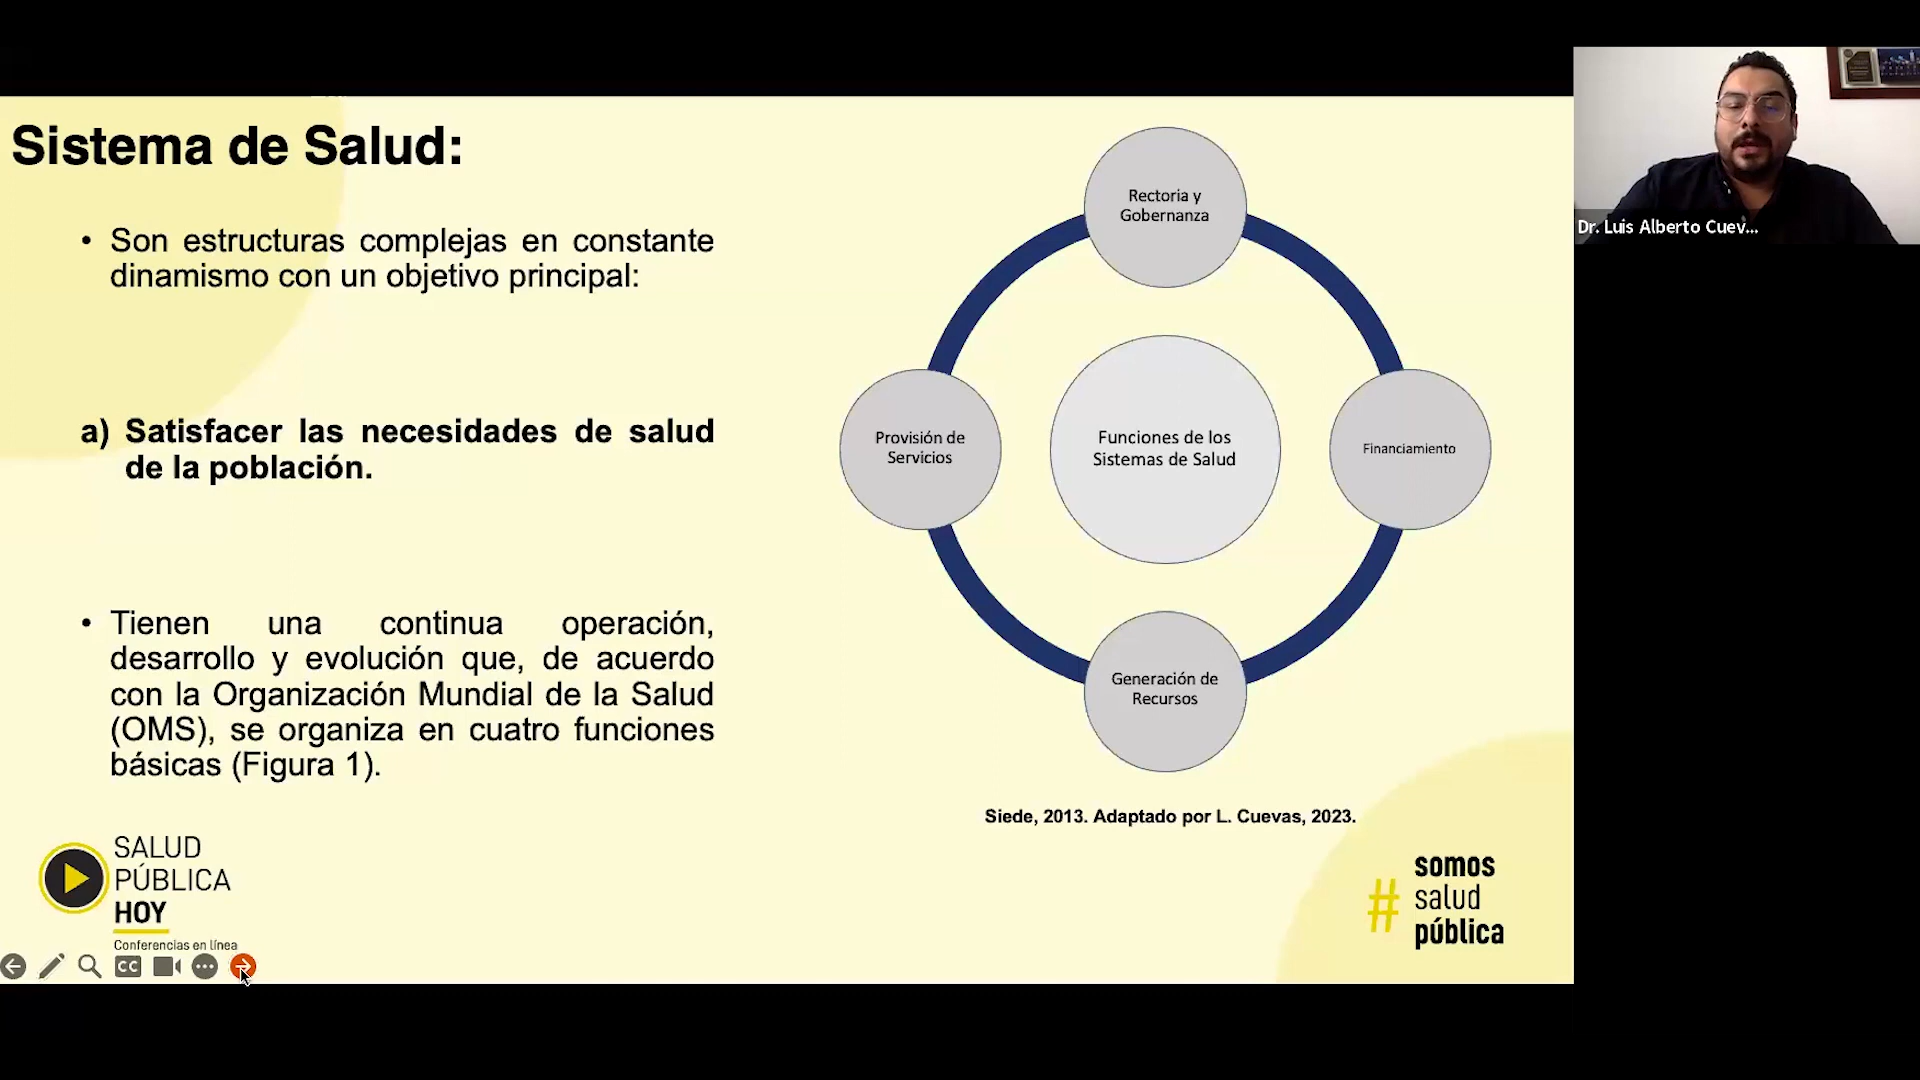 Sistema de Salud:
• Son estructuras complejas en constante
dinamismo con un objetivo principal:
a) Satisfacer las necesidades de salud
de la población.
• Tienen una continua operación,
desarrollo y evolución que, de acuerdo
con la Organización Mundial de la Salud
(OMS), se organiza en cuatro funciones
básicas (Figura 1).
Rectoria y
Gobernanza
Provisión de
Servicios
Funciones de los
Sistemas de Salud
Financiamiento
Generación de
Recursos
Siede, 2013. Adaptado por L. Cuevas, 2023.
SALUD
PÚBLICA
HOY
Conferencias en línea
CC
#
somos
salud
pública
Dr. Luis Alberto Cuev...